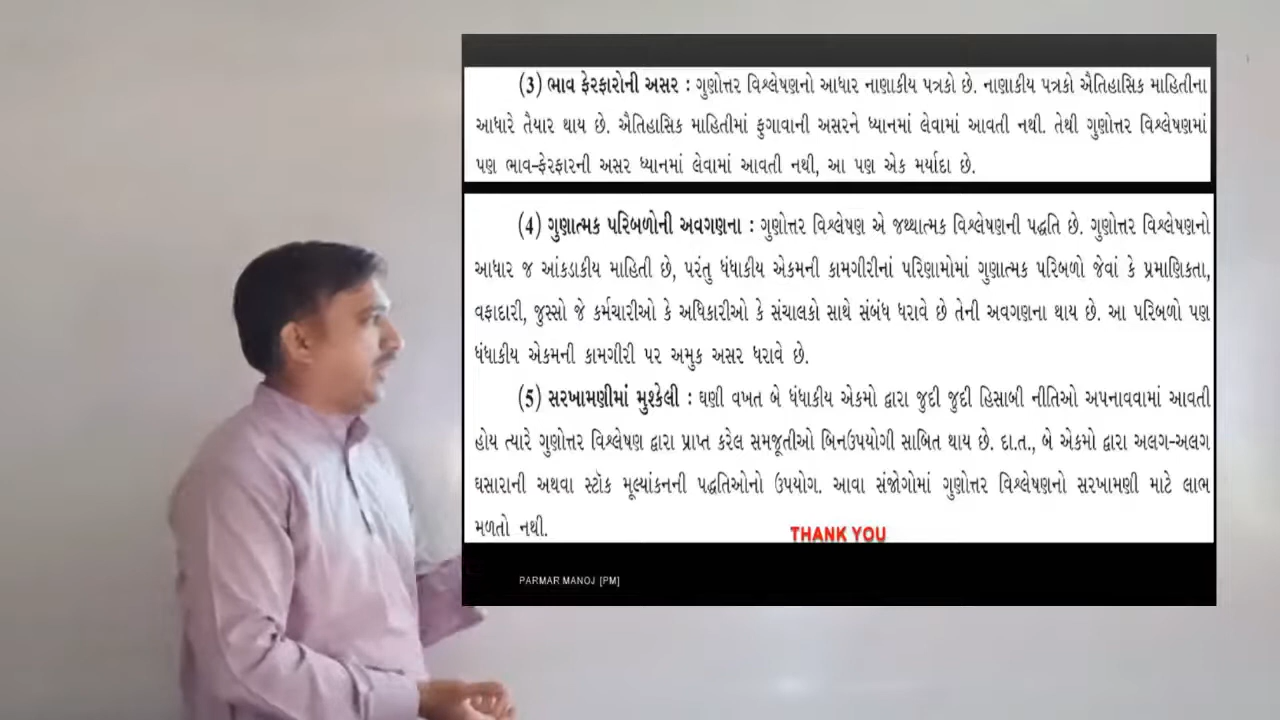 (3) ભાવ ફેરફારોની અસર : ગુણોત્તર વિશ્લેષણનો આધાર નાણાકીય પત્રકો છે. નાણાકીય પત્રકો ઐતિહાસિક માહિતીના
આધારે તૈયાર થાય છે. ઐતિહાસિક માહિતીમાં ફુગાવાની અસરને ધ્યાનમાં લેવામાં આવતી નથી. તેથી ગુણોત્તર વિશ્લેષણમાં
પણ ભાવ-ફેરફારની અસર ધ્યાનમાં લેવામાં આવતી નથી, આ પણ એક મર્યાદા છે.
(4) ગુણાત્મક પરિબળોની અવગણના : ગુણોત્તર વિશ્લેષણ એ જથ્થાત્મક વિશ્લેષણની પદ્ધતિ છે. ગુણોત્તર વિશ્લેષણનો
આધાર જ આંકડાકીય માહિતી છે, પરંતુ ધંધાકીય એકમની કામગીરીનાં પરિણામોમાં ગુણાત્મક પરિબળો જેવાં કે પ્રમાણિકતા,
વફાદારી, જુસ્સો જે કર્મચારીઓ કે અધિકારીઓ કે સંચાલકો સાથે સંબંધ ધરાવે છે તેની અવગણના થાય છે. આ પરિબળો પણ
ધંધાકીય એકમની કામગીરી પર અમુક અસર ધરાવે છે.
(5) સરખામણીમાં મુશ્કેલી : ઘણી વખત બે ધંધાકીય એકમો દ્વારા જુદી જુદી હિસાબી નીતિઓ અપનાવવામાં આવતી
હોય ત્યારે ગુણોત્તર વિશ્લેષણ દ્વારા પ્રાપ્ત કરેલ સમજૂતીઓ બિનઉપયોગી સાબિત થાય છે. દા.ત., બે એકમો દ્વારા અલગ-અલગ
ઘસારાની અથવા સ્ટૉક મૂલ્યાંકનની પદ્ધતિઓનો ઉપયોગ. આવા સંજોગોમાં ગુણોત્તર વિશ્લેષણનો સરખામણી માટે લાભ
મળતો નથી.
THANK YOU
PARMAR MANOJ [PM]